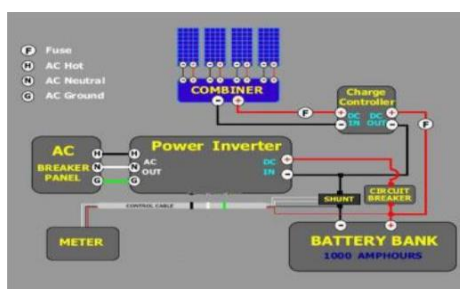 F Fuse
H AC Hot
N AC Neutral
G AC Ground
COMBINER
- +
F
Charge
Controller
+ DC IN DC OUT +
- -
F
AC
BREAKER
PANEL
H H
N N
G G
Power Inverter
AC
OUT
DC +
IN -
CONTROL CABLE
SHUNT
CIRCUIT
BREAKER
METER
- +
BATTERY BANK
1000 AMPHOURS